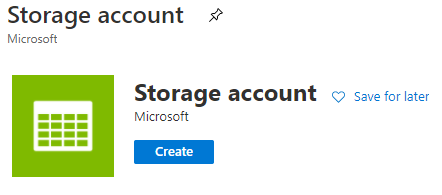 Storage account
Microsoft
Storage account
Save for later
Microsoft
Create